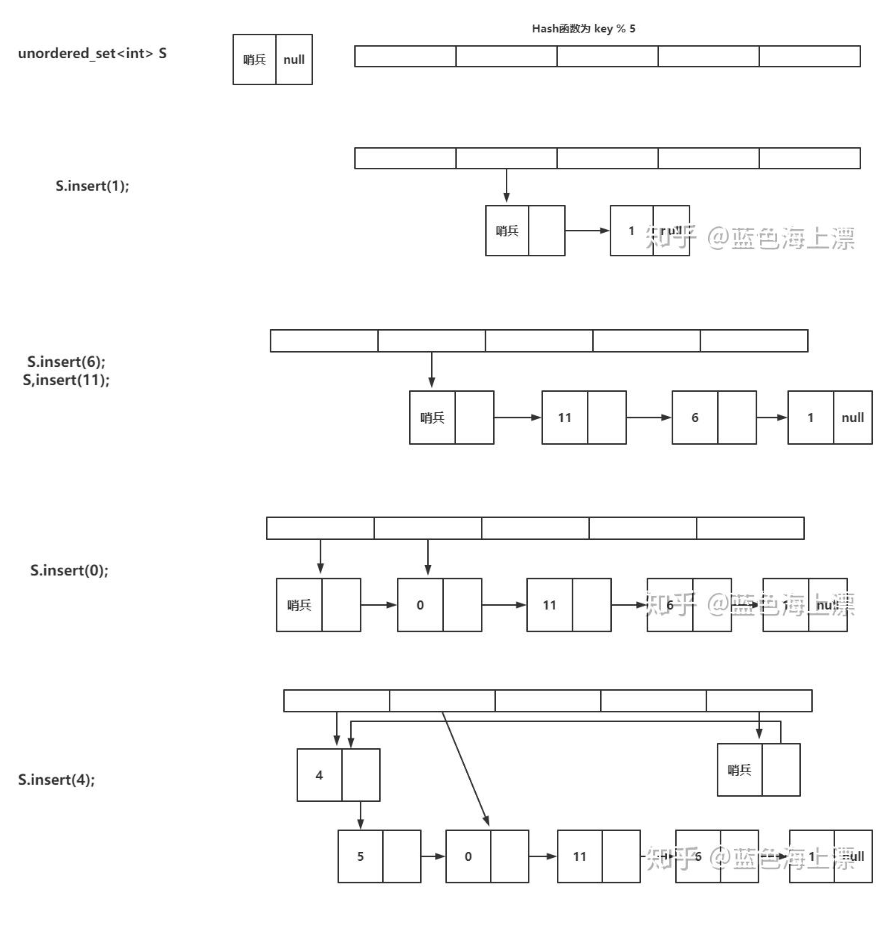 Hash函数为 key % 5
unordered_set<int> S
哨兵 null
S.insert(1);
哨兵 1 null
知乎 @蓝色海上漂
S.insert(6);
S,insert(11);
哨兵 11 6 1 null
S.insert(0);
哨兵 0 11 6 1 null
知乎 @蓝色海上漂
4 哨兵
S.insert(4);
5 0 11 6 1 null
知乎 @蓝色海上漂